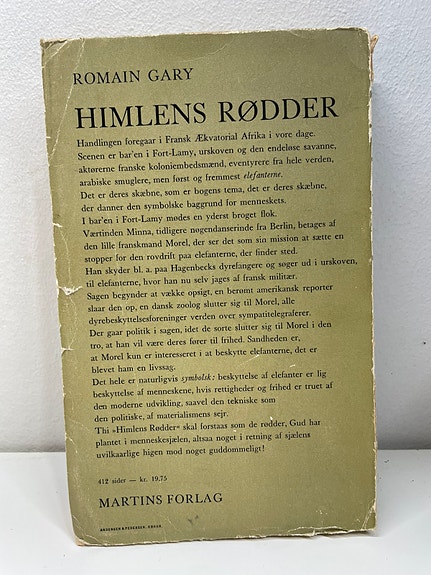 ROMAIN GARY
HIMLENS RØDDER
Handlingen foregaar i Fransk Ækvatorial Afrika i vore dage.
Scenen er bar'en i Fort-Lamy, urskoven og den endeløse savanne,
aktørerne franske koloniembedsmænd, eventyrere fra hele verden,
arabiske smuglere, men først og fremmest elefanterne.
Det er deres skæbne, som er bogens tema, det er deres skæbne,
der danner den symbolske baggrund for menneskets.
I bar'en i Fort-Lamy mødes en yderst broget flok.
Værtinden Minna, tidligere nøgendanserinde fra Berlin, betages af
den lille franskmand Morel, der ser det som sin mission at sætte en
stopper for den rovdrift paa elefanterne, der finder sted.
Han skyder bl. a. paa Hagenbecks dyrefangere og søger ud i urskoven,
til elefanterne, hvor han nu selv jages af fransk militær.
Sagen begynder at vække opsigt, en berømt amerikansk reporter
slaar den op, en dansk zoolog slutter sig til Morel, alle
dyrebeskyttelsesforeninger verden over sympatitelegraferer.
Der gaar politik i sagen, idet de sorte slutter sig til Morel i den
tro, at han vil være deres fører til frihed. Sandheden er,
at Morel kun er interesseret i at beskytte elefanterne, det er
blevet ham en livssag.
Det hele er naturligvis symbolsk: beskyttelse af elefanter er lig
beskyttelse af menneskene, hvis rettigheder og frihed er truet af
den moderne udvikling, saavel den tekniske som
den politiske, af materialismens sejr.
Thi »Himlens Rødder« skal forstaas som de rødder, Gud har
plantet i menneskesjælen, altsaa noget i retning af sjælens
uvilkaarlige higen mod noget guddommeligt!
412 sider — kr. 19.75
MARTINS FORLAG
ANDERSEN & PEDERSEN, KBHVN.